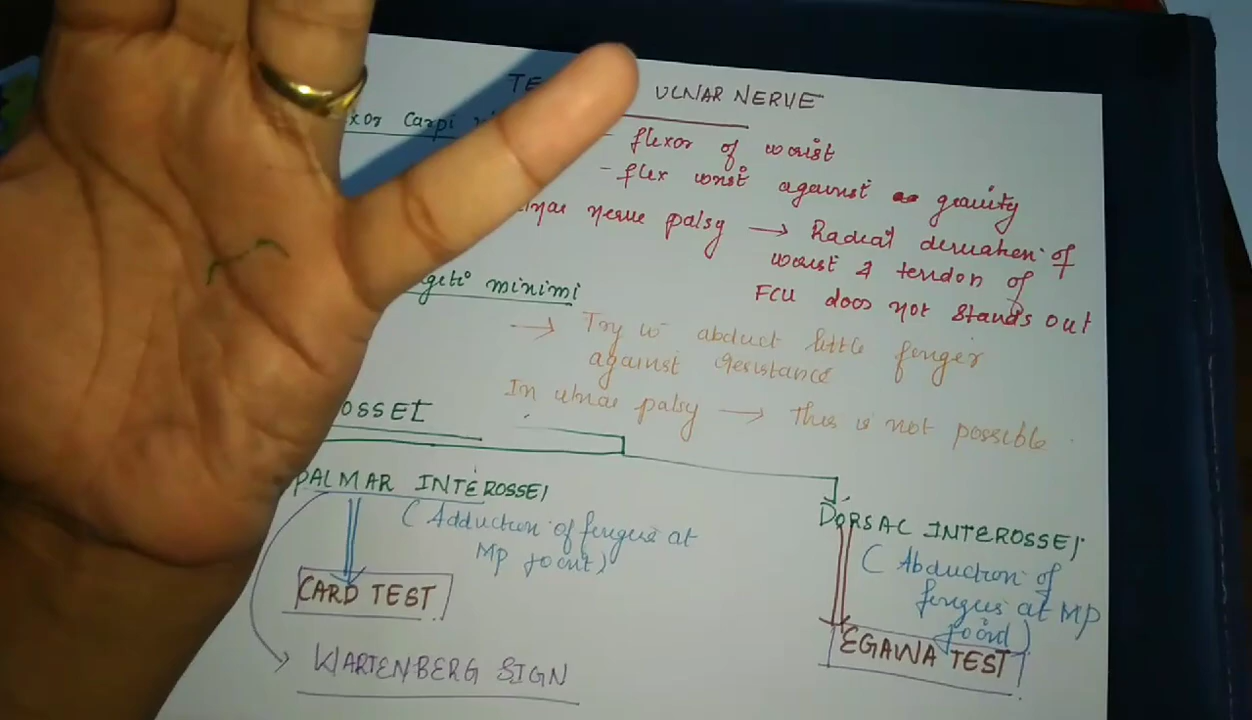 ULNAR NERVE
xor Carpi
- flexor of wrist
- flex wrist against gravity
nerve palsy → Radial deviation of
wrist & tendon of
FCU does not stands out
geti minimi
→ Try to abduct little finger
against resistance
In ulnar palsy → This is not possible
OSSEI
PALMAR INTEROSSEI
(Adduction of fingers at
MP joint)
CARD TEST
WARTENBERG SIGN
DORSAL INTEROSSEI
(Abduction of
fingers at MP
joint)
EGAWA TEST